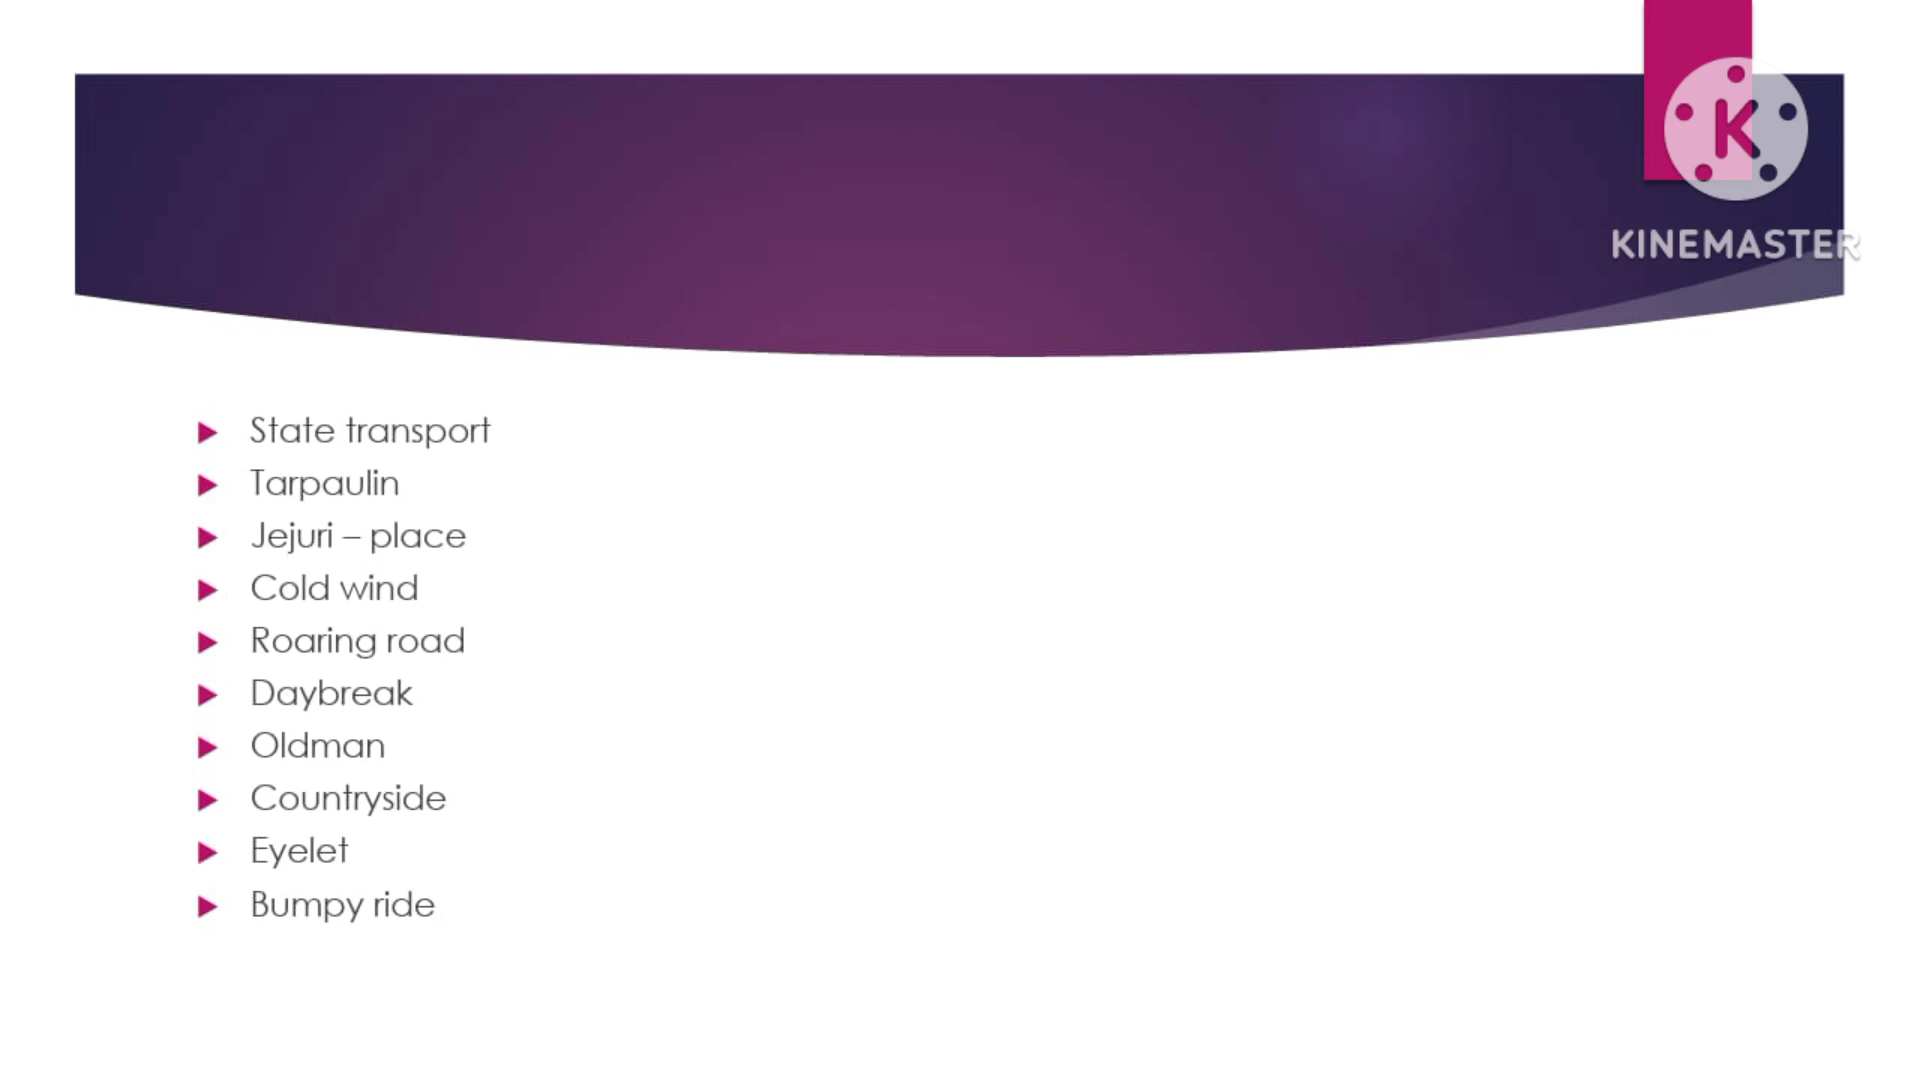 K
KINEMASTER
State transport
Tarpaulin
Jejuri – place
Cold wind
Roaring road
Daybreak
Oldman
Countryside
Eyelet
Bumpy ride